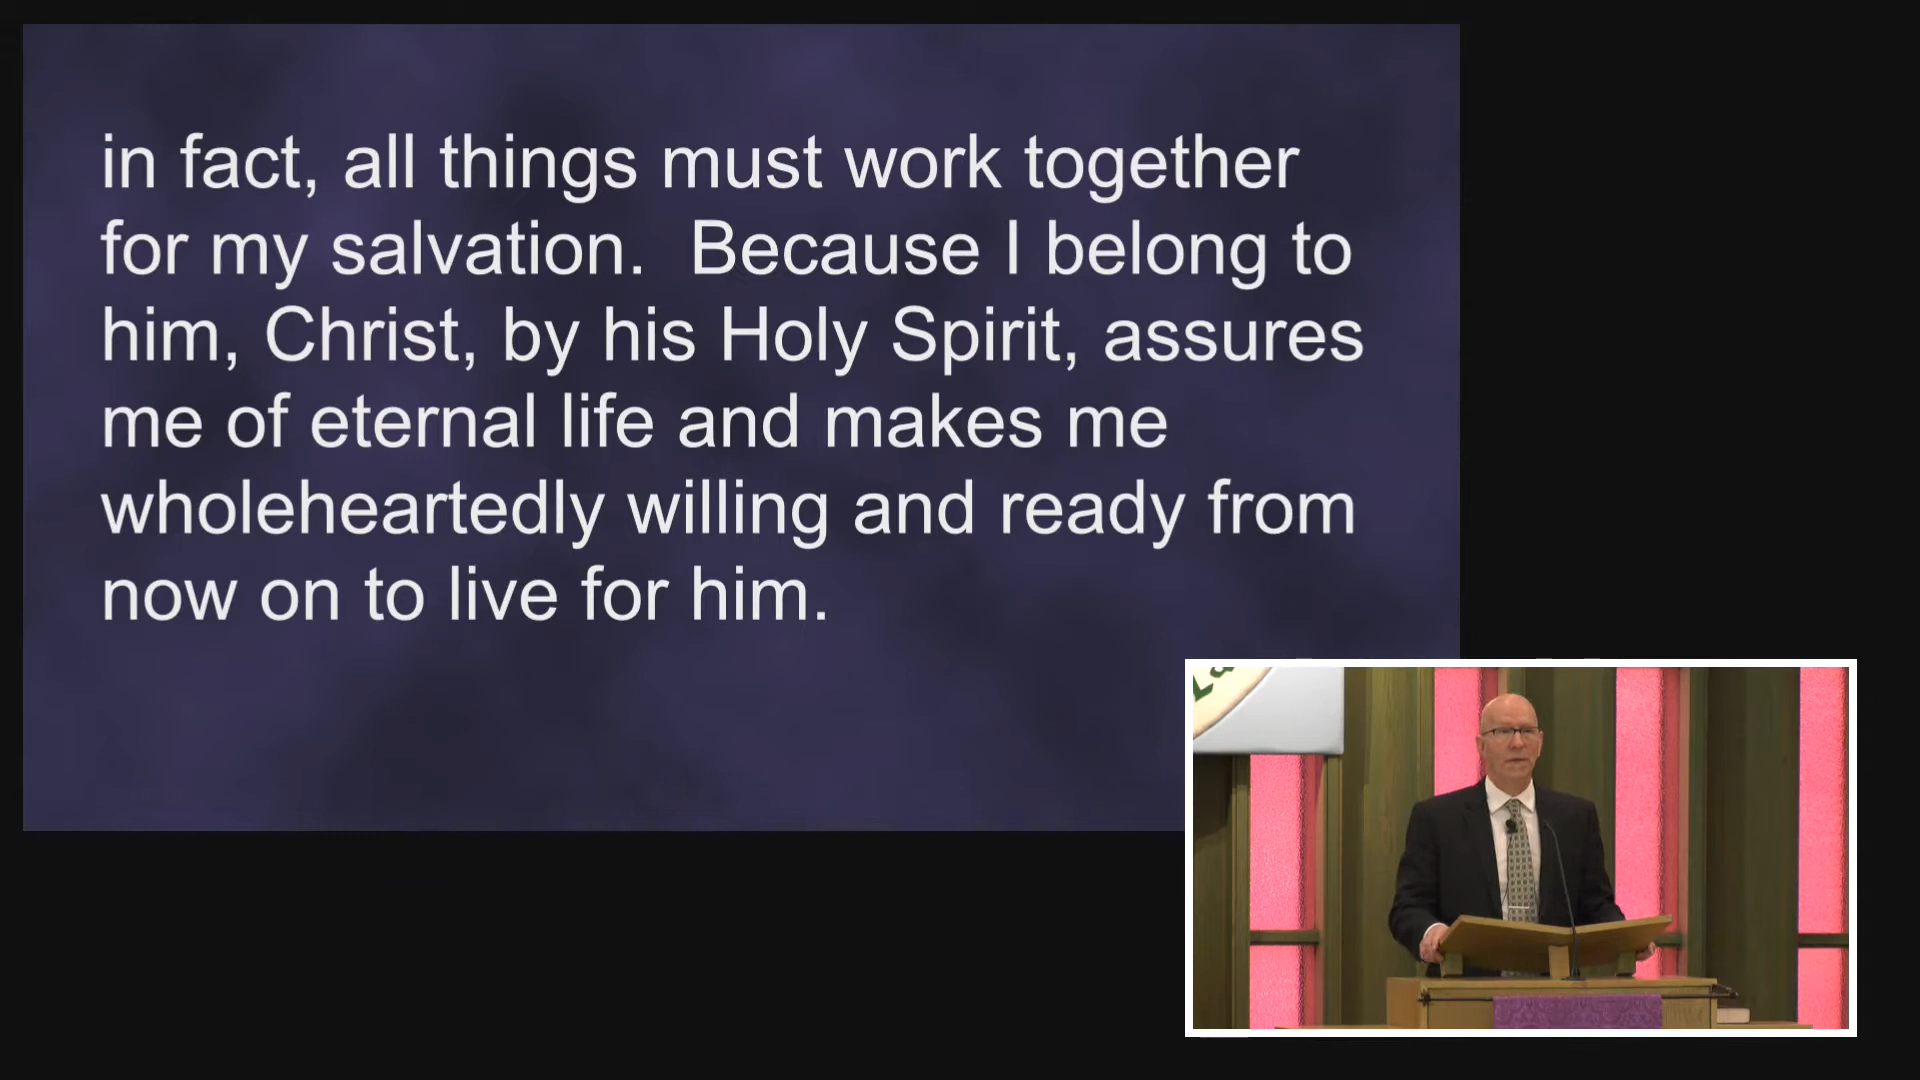 in fact, all things must work together
for my salvation.  Because I belong to
him, Christ, by his Holy Spirit, assures
me of eternal life and makes me
wholeheartedly willing and ready from
now on to live for him.